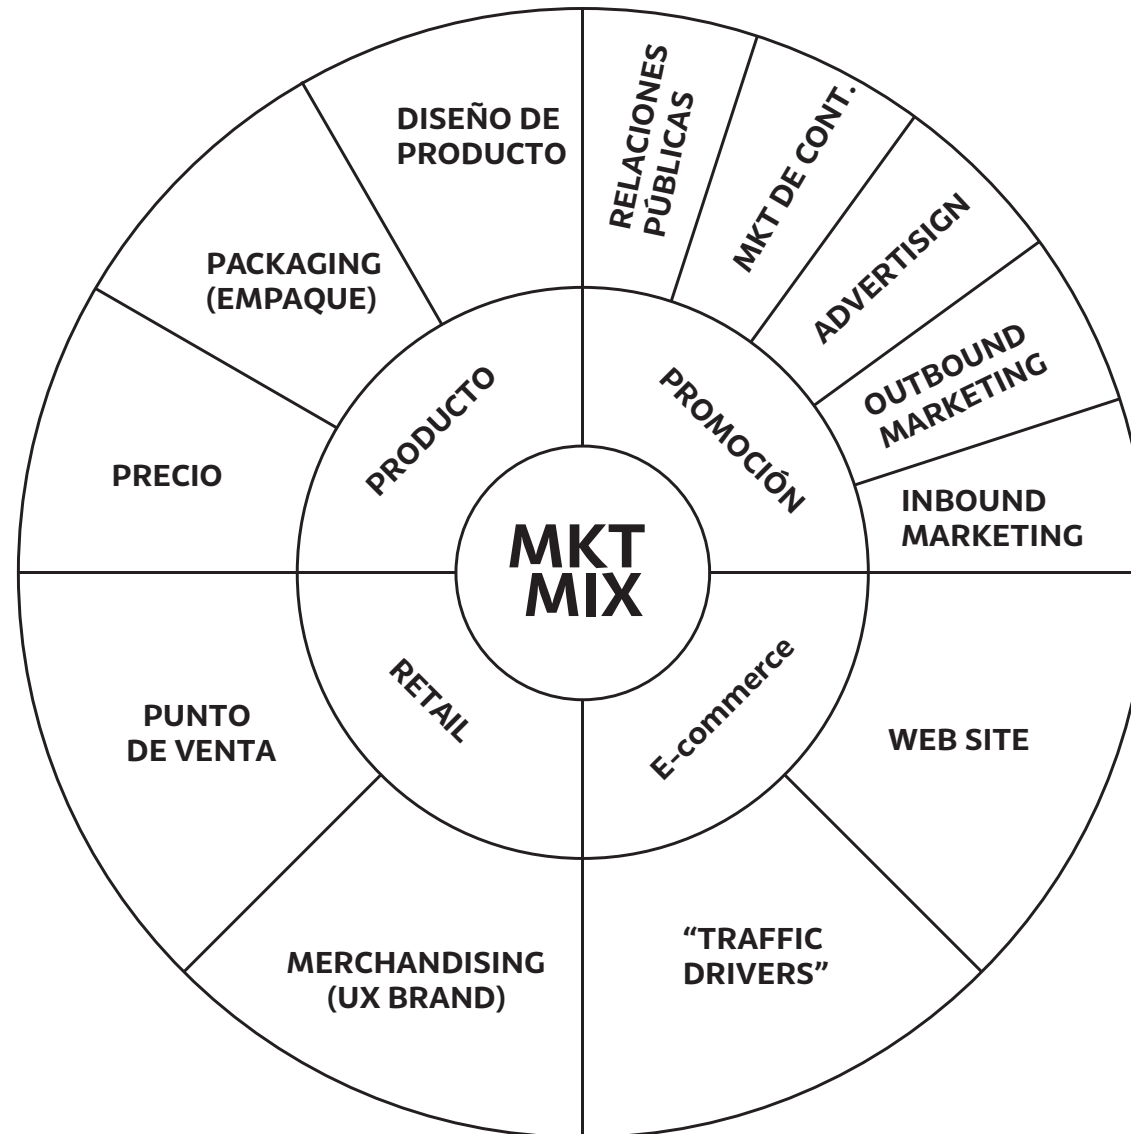 DISEÑO DE
PRODUCTO
RELACIONES
PÚBLICAS
MKT DE CONT.
ADVERTISIGN
OUTBOUND
MARKETING
INBOUND
MARKETING
PACKAGING
(EMPAQUE)
PRECIO
PRODUCTO
PROMOCIÓN
MKT
MIX
RETAIL
E-commerce
PUNTO
DE VENTA
WEB SITE
MERCHANDISING
(UX BRAND)
“TRAFFIC
DRIVERS”